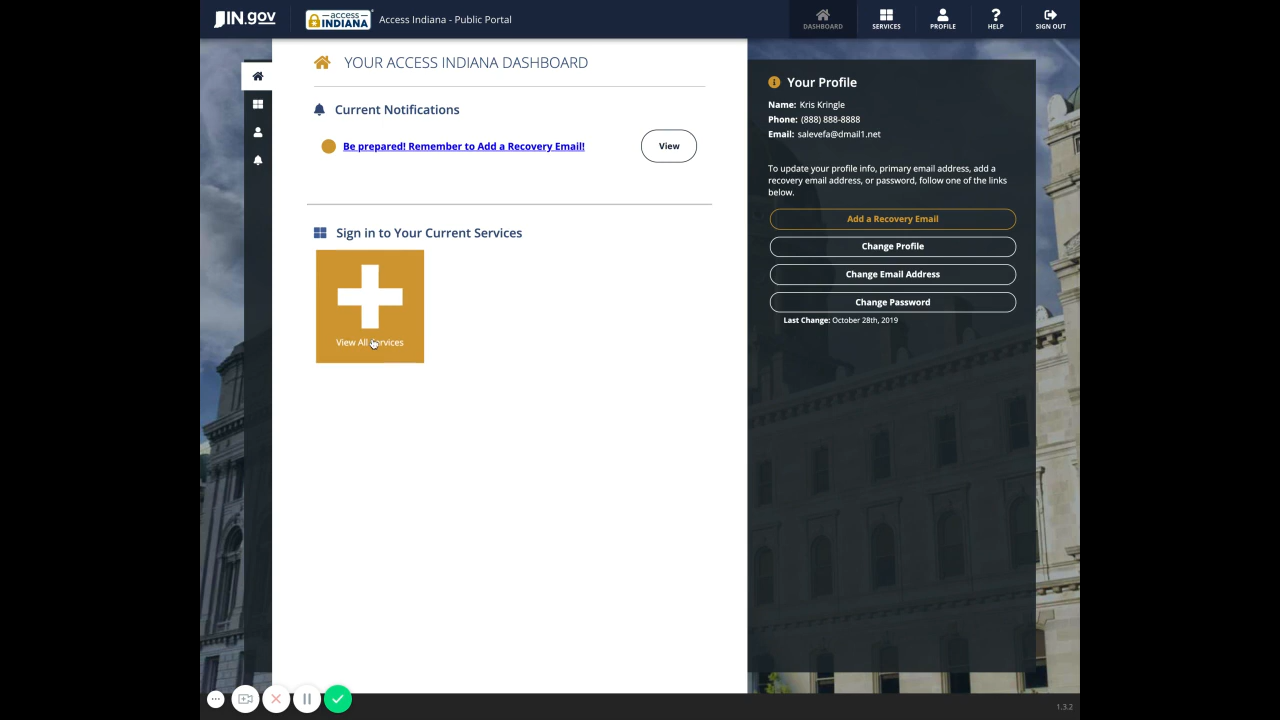 IN.gov
access INDIANA
Access Indiana - Public Portal
DASHBOARD
SERVICES
PROFILE
HELP
SIGN OUT
YOUR ACCESS INDIANA DASHBOARD
Current Notifications
Be prepared! Remember to Add a Recovery Email!
View
Sign in to Your Current Services
View All Services
Your Profile
Name: Kris Kringle
Phone: (888) 888-8888
Email: salevefa@dmail1.net
To update your profile info, primary email address, add a
recovery email address, or password, follow one of the links
below.
Add a Recovery Email
Change Profile
Change Email Address
Change Password
Last Change: October 28th, 2019
1.3.2